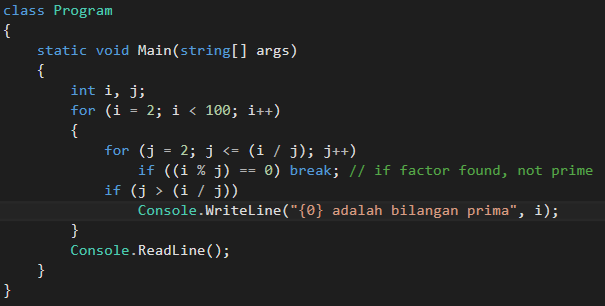 class Program
{
    static void Main(string[] args)
    {
        int i, j;
        for (i = 2; i < 100; i++)
        {
            for (j = 2; j <= (i / j); j++)
                if ((i % j) == 0) break; // if factor found, not prime
            if (j > (i / j))
                Console.WriteLine("{0} adalah bilangan prima", i);
        }
        Console.ReadLine();
    }
}